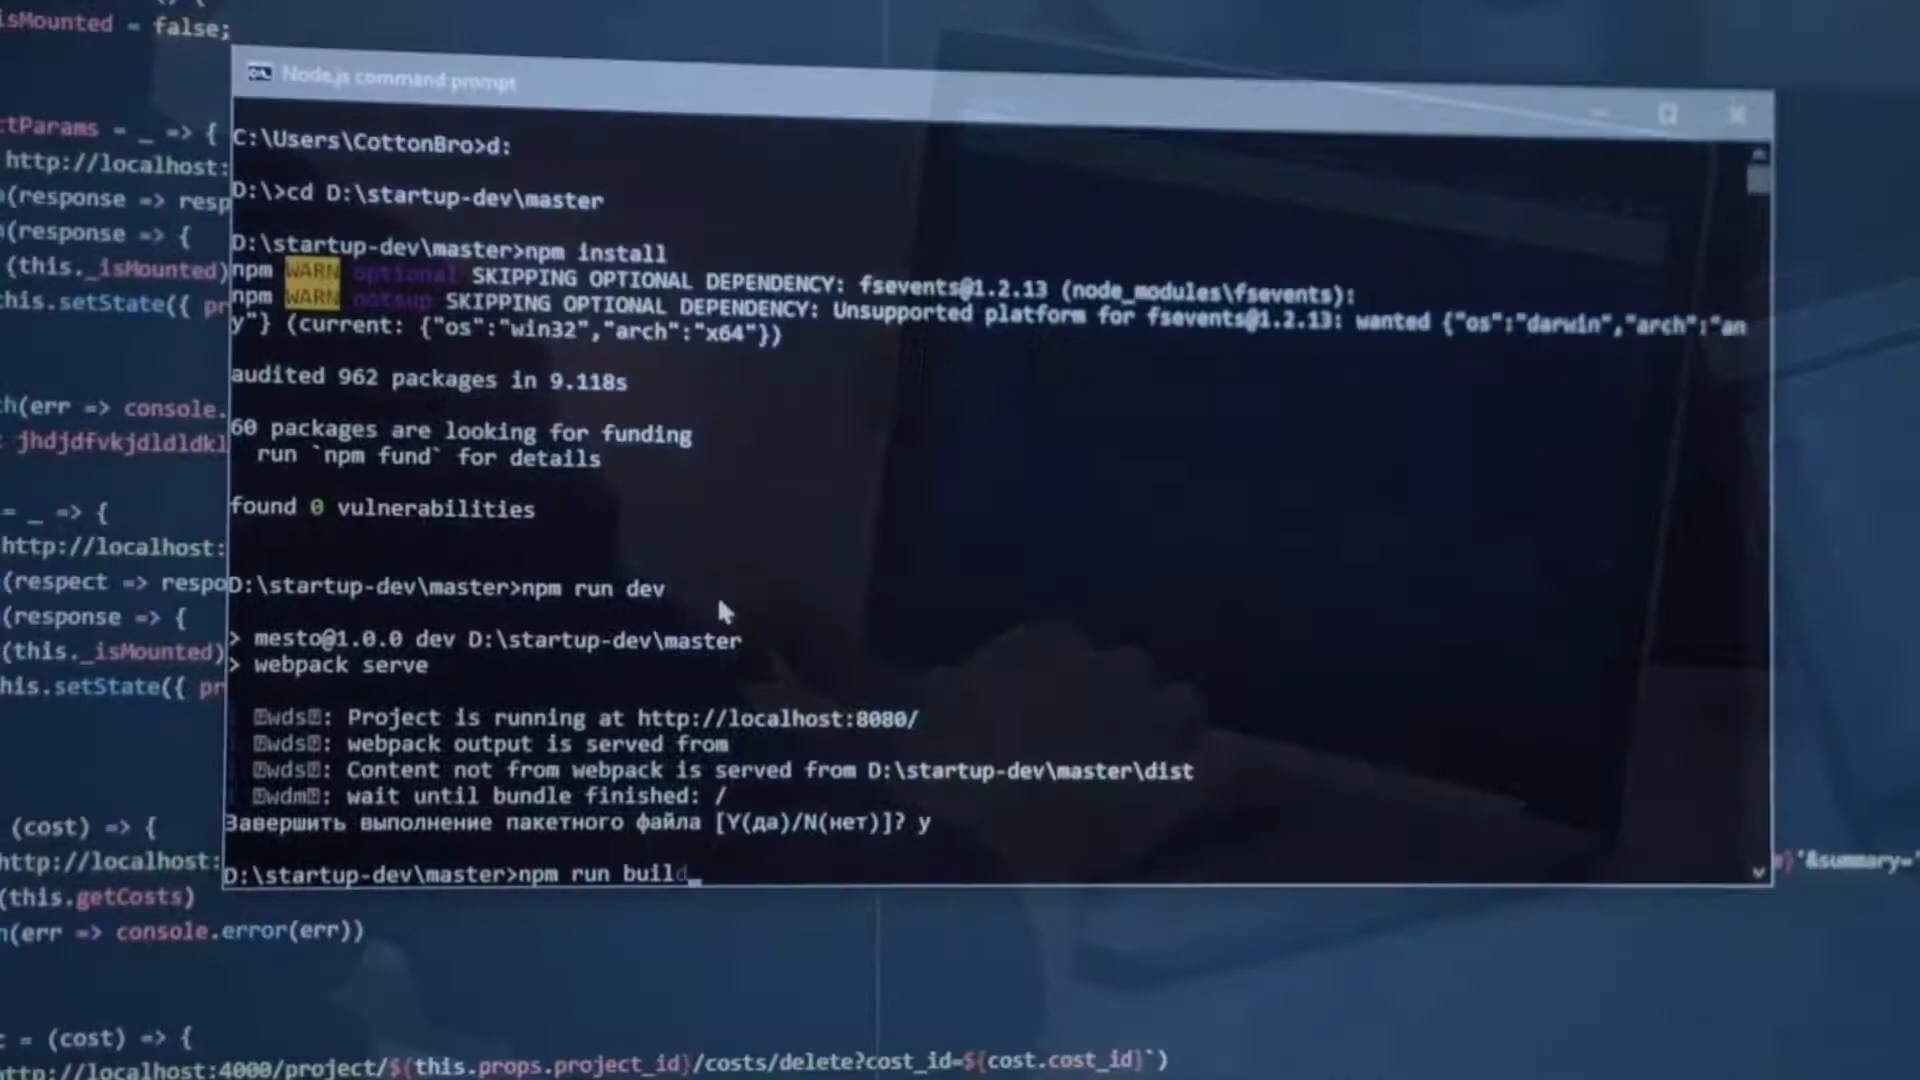 isMounted = false;
ctParams = _ => {
http://localhost:
(response => resp
(response => {
(this._isMounted)
this.setState({ pr
h(err => console.
jhdjdfvkjdldldkl
= _ => {
http://localhost:
(respect => respo
(response => {
(this._isMounted)
his.setState({ pr
(cost) => {
http://localhost:
(this.getCosts)
(err => console.error(err))
= (cost) => {
ttp://localhost:4000/project/${this.props.project_id}/costs/delete?cost_id=${cost.cost_id}`)
Node.js command prompt
C:\Users\CottonBro>d:
D:\>cd D:\startup-dev\master
D:\startup-dev\master>npm install
npm WARN optional SKIPPING OPTIONAL DEPENDENCY: fsevents@1.2.13 (node_modules\fsevents):
npm WARN notsup SKIPPING OPTIONAL DEPENDENCY: Unsupported platform for fsevents@1.2.13: wanted {"os":"darwin","arch":"an
y"} (current: {"os":"win32","arch":"x64"})
audited 962 packages in 9.118s
60 packages are looking for funding
run `npm fund` for details
found 0 vulnerabilities
D:\startup-dev\master>npm run dev
> mesto@1.0.0 dev D:\startup-dev\master
> webpack serve
wds: Project is running at http://localhost:8080/
wds: webpack output is served from
wds: Content not from webpack is served from D:\startup-dev\master\dist
wdm: wait until bundle finished: /
Завершить выполнение пакетного файла [Y(да)/N(нет)]? y
D:\startup-dev\master>npm run build_
}`&summary=